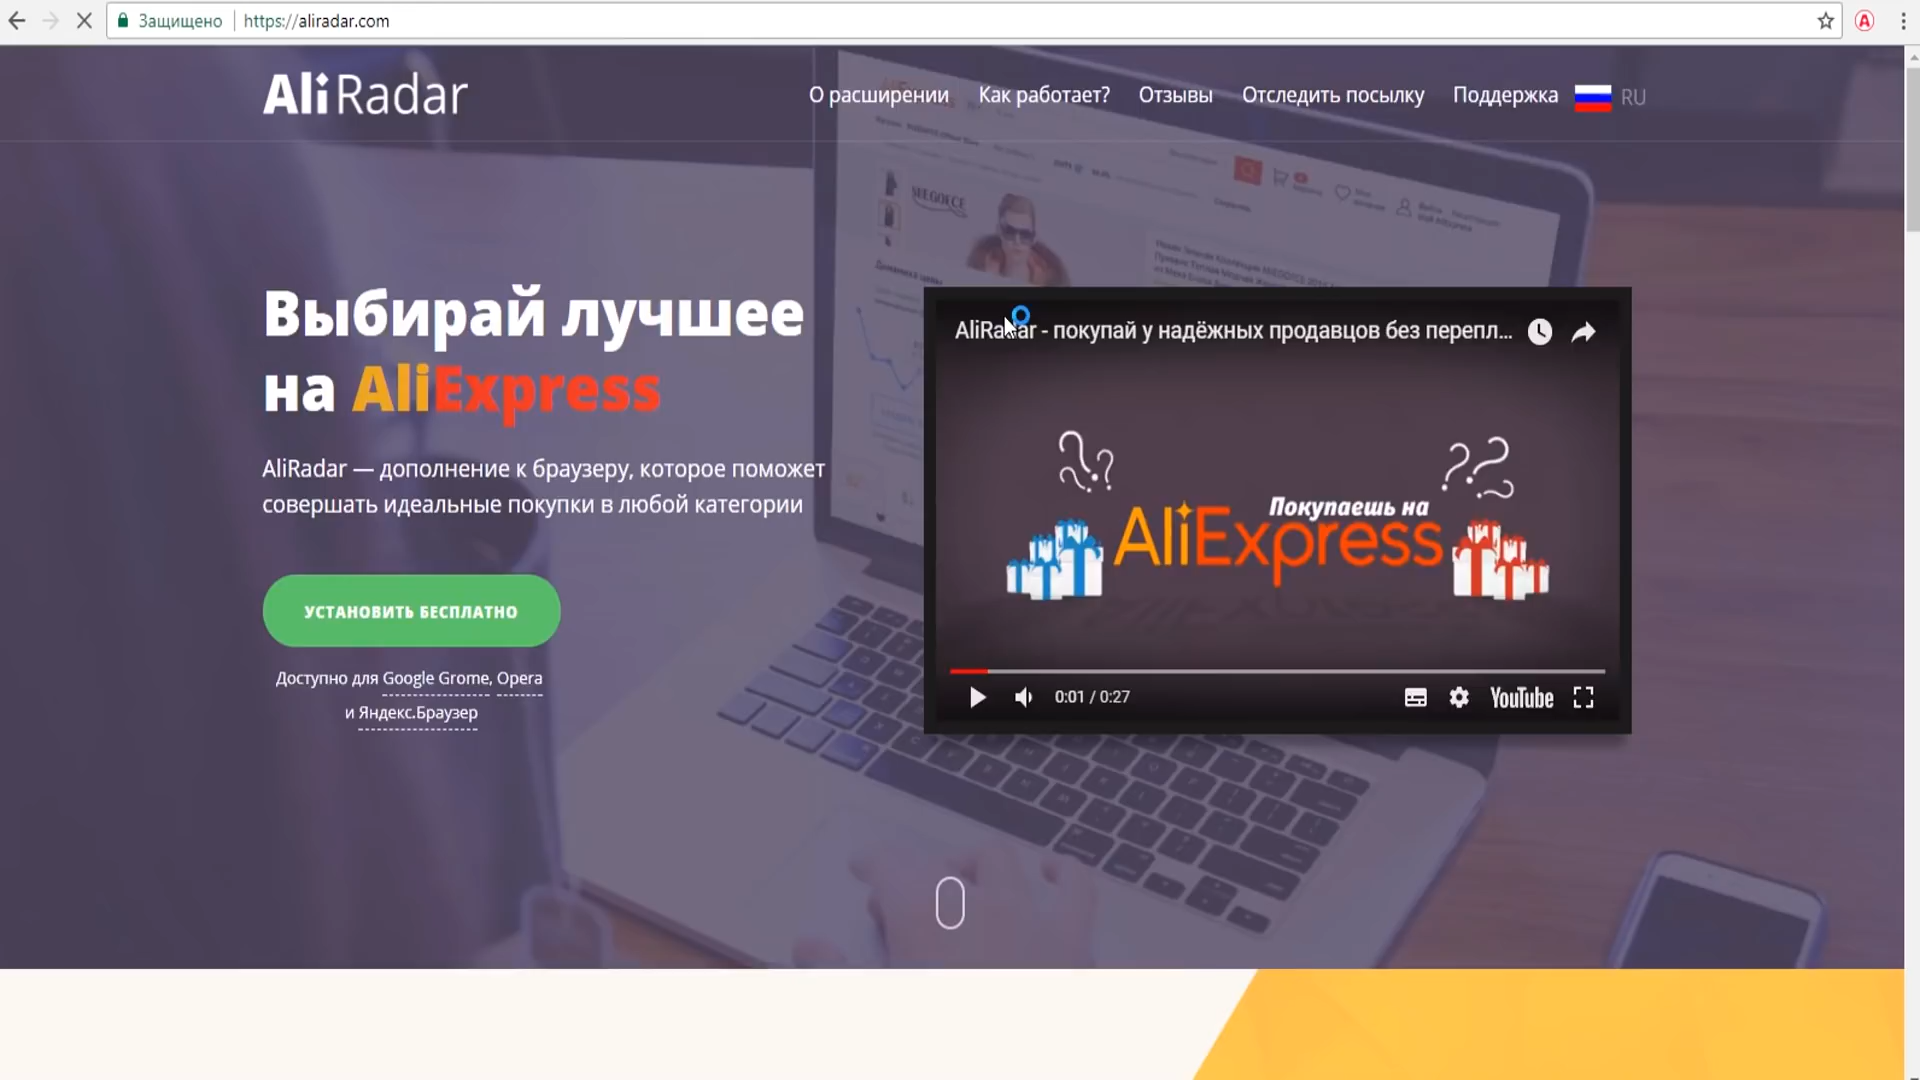 Защищено
https://aliradar.com
AliRadar
О расширении
Как работает?
Отзывы
Отследить посылку
Поддержка
RU
SEEGOECE
Выбирай лучшее
на AliExpress
AliRadar — дополнение к браузеру, которое поможет
совершать идеальные покупки в любой категории
УСТАНОВИТЬ БЕСПЛАТНО
Доступно для Google Grome, Opera
и Яндекс.Браузер
AliRadar - покупай у надёжных продавцов без перепл...
Покупаешь на
AliExpress
0:01 / 0:27
YouTube